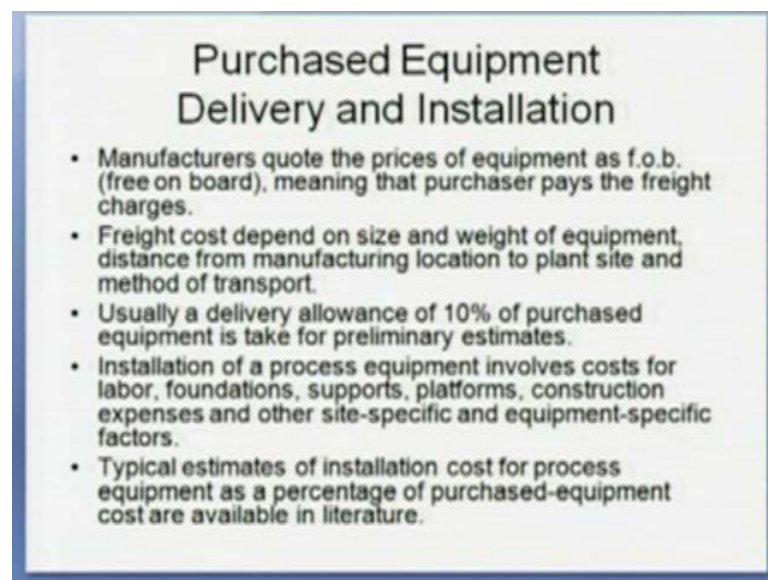 Purchased Equipment
Delivery and Installation
• Manufacturers quote the prices of equipment as f.o.b.
(free on board), meaning that purchaser pays the freight
charges.
• Freight cost depend on size and weight of equipment,
distance from manufacturing location to plant site and
method of transport.
• Usually a delivery allowance of 10% of purchased
equipment is take for preliminary estimates.
• Installation of a process equipment involves costs for
labor, foundations, supports, platforms, construction
expenses and other site-specific and equipment-specific
factors.
• Typical estimates of installation cost for process
equipment as a percentage of purchased-equipment
cost are available in literature.